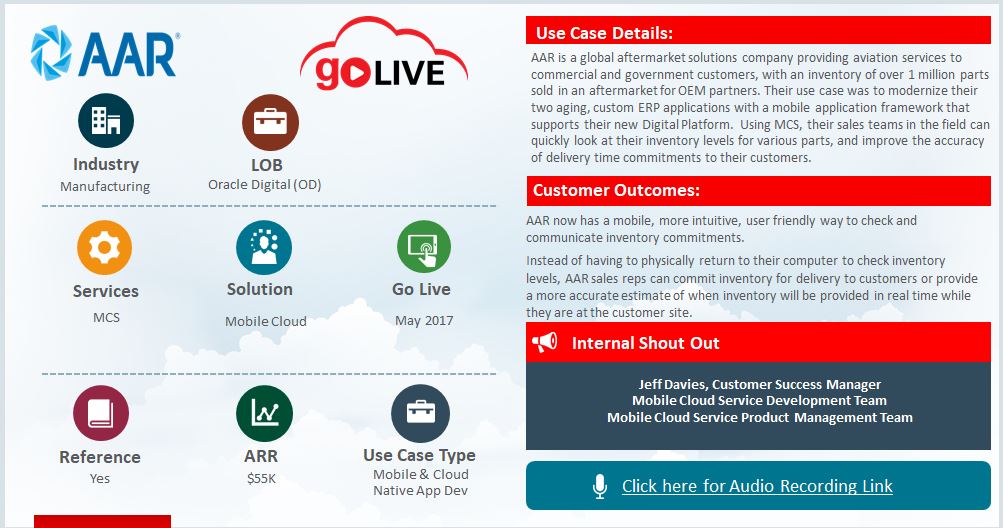 AAR®
goLIVE
Industry
Manufacturing
LOB
Oracle Digital (OD)
Services
MCS
Solution
Mobile Cloud
Go Live
May 2017
Reference
Yes
ARR
$55K
Use Case Type
Mobile & Cloud
Native App Dev
Use Case Details:
AAR is a global aftermarket solutions company providing aviation services to
commercial and government customers, with an inventory of over 1 million parts
sold in an aftermarket for OEM partners. Their use case was to modernize their
two aging, custom ERP applications with a mobile application framework that
supports their new Digital Platform. Using MCS, their sales teams in the field can
quickly look at their inventory levels for various parts, and improve the accuracy
of delivery time commitments to their customers.
Customer Outcomes:
AAR now has a mobile, more intuitive, user friendly way to check and
communicate inventory commitments.
Instead of having to physically return to their computer to check inventory
levels, AAR sales reps can commit inventory for delivery to customers or provide
a more accurate estimate of when inventory will be provided in real time while
they are at the customer site.
Internal Shout Out
Jeff Davies, Customer Success Manager
Mobile Cloud Service Development Team
Mobile Cloud Service Product Management Team
Click here for Audio Recording Link